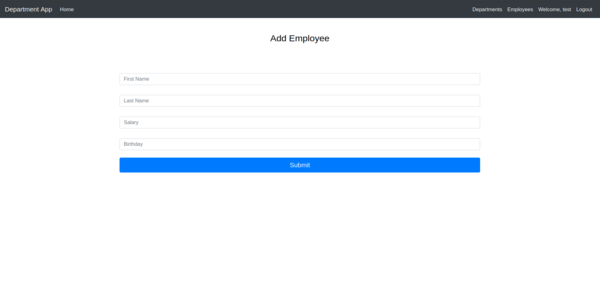 Department App Home Departments Employees Welcome, test Logout
Add Employee
First Name
Last Name
Salary
Birthday
Submit